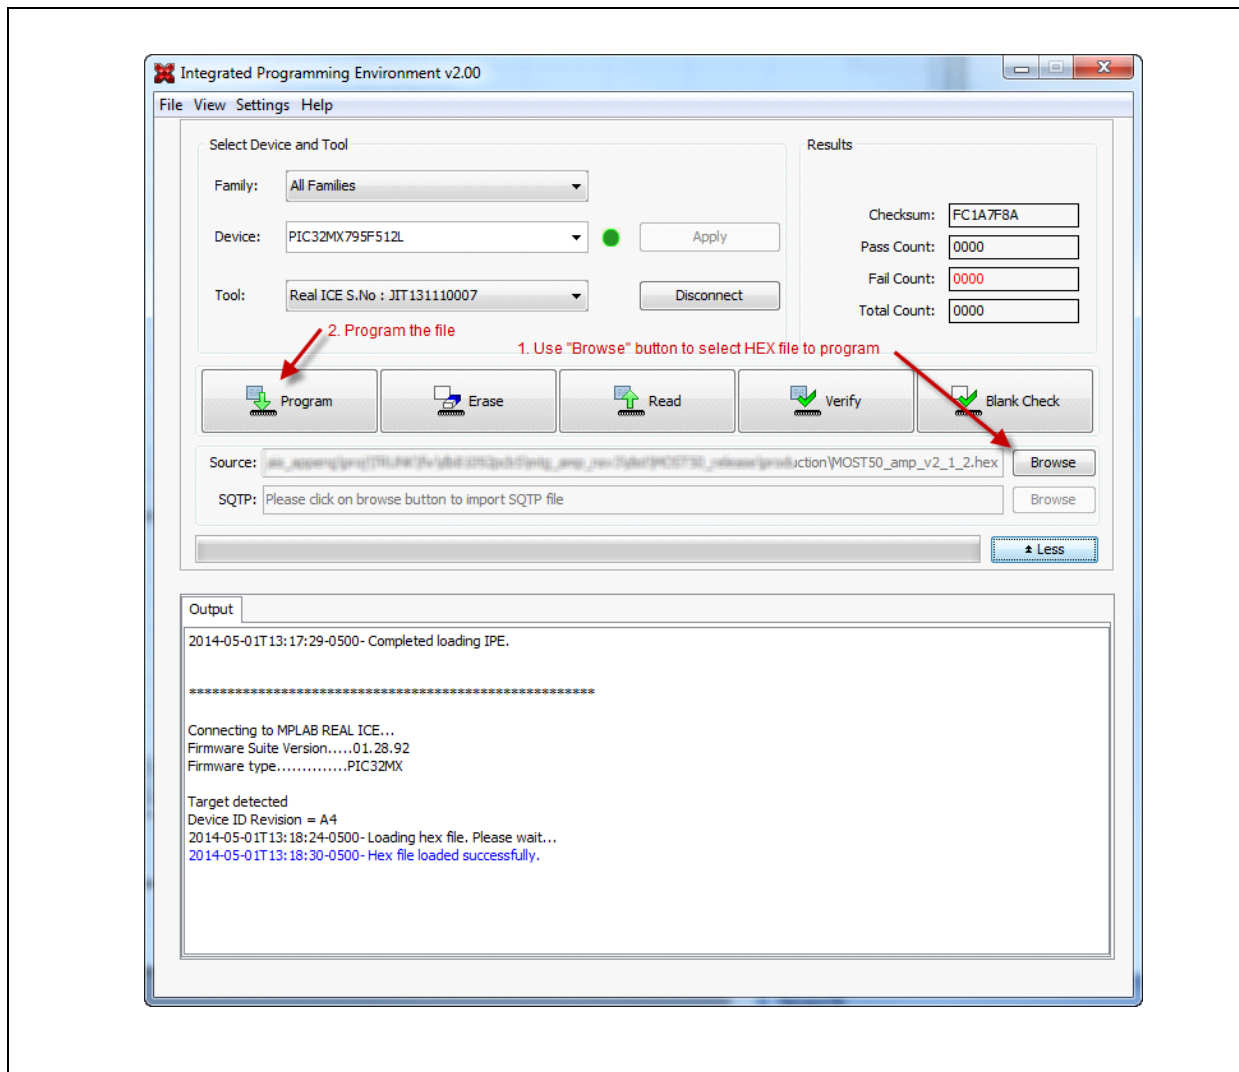 Integrated Programming Environment v2.00
File View Settings Help
Select Device and Tool
Results
Family: All Families
Checksum: FC1A7F8A
Device: PIC32MX795F512L
Apply
Pass Count: 0000
Fail Count: 0000
Tool: Real ICE S.No : JIT131110007
Disconnect
Total Count: 0000
2. Program the file
1. Use "Browse" button to select HEX file to program
Program
Erase
Read
Verify
Blank Check
Source: uction\MOST50_amp_v2_1_2.hex
Browse
SQTP: Please click on browse button to import SQTP file
Browse
Less
Output
2014-05-01T13:17:29-0500- Completed loading IPE.
*****************************************************
Connecting to MPLAB REAL ICE...
Firmware Suite Version.....01.28.92
Firmware type..............PIC32MX
Target detected
Device ID Revision = A4
2014-05-01T13:18:24-0500- Loading hex file. Please wait...
2014-05-01T13:18:30-0500- Hex file loaded successfully.